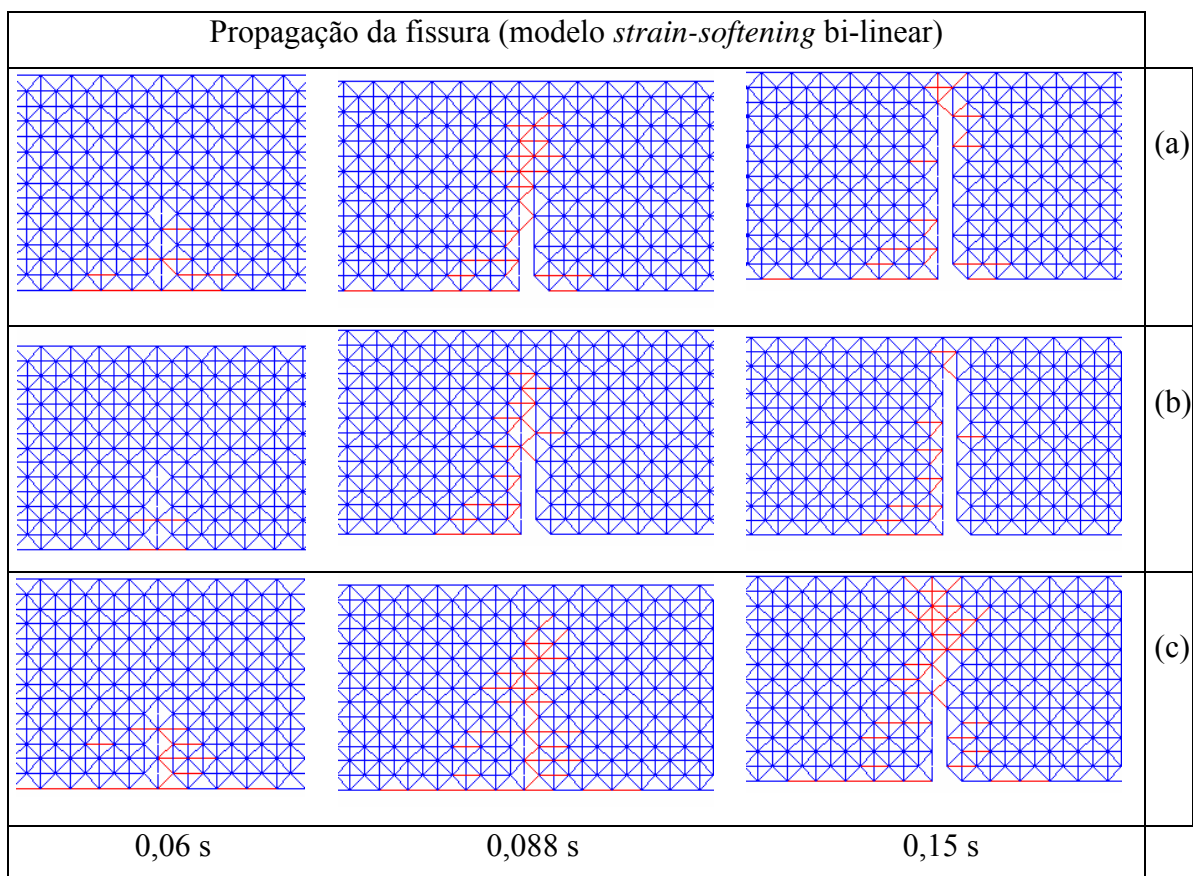 Propagação da fissura (modelo strain-softening bi-linear)
(a)
(b)
(c)
0,06 s 0,088 s 0,15 s